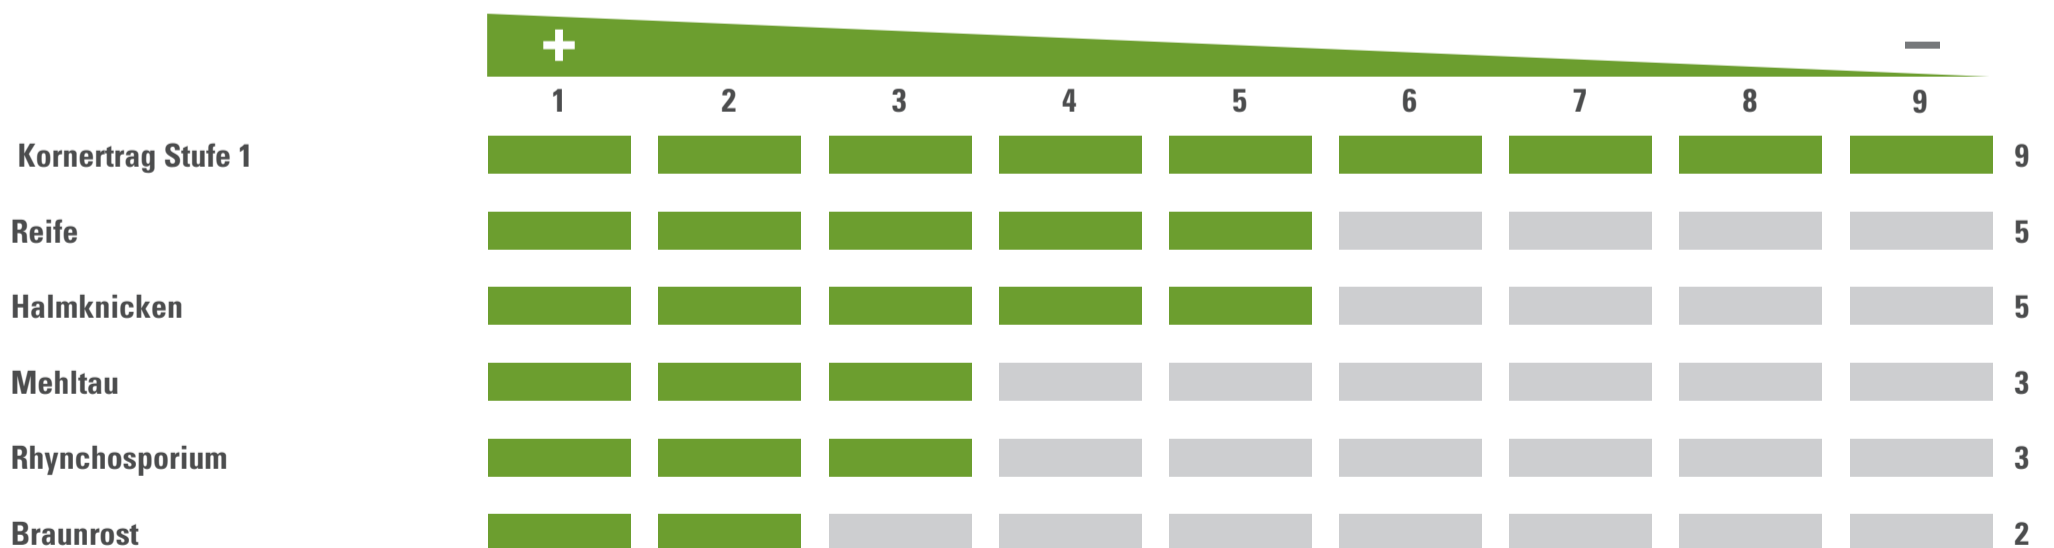 + −
1 2 3 4 5 6 7 8 9
Kornertrag Stufe 1 9
Reife 5
Halmknicken 5
Mehltau 3
Rhynchosporium 3
Braunrost 2